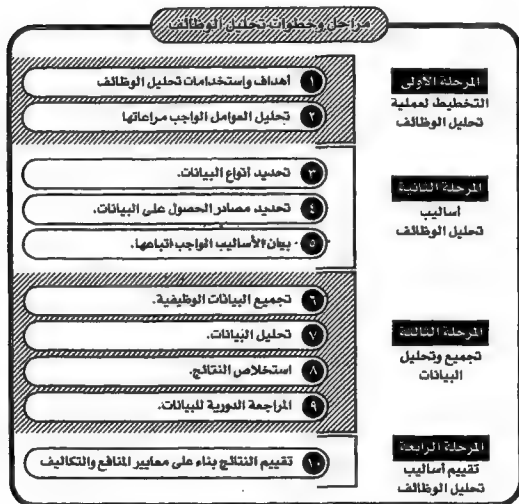 مراحل وخطوات تحليل الوظائف
المرحلة الأولى
التخطيط لعملية
تحليل الوظائف
١ أهداف وإستخدامات تحليل الوظائف
٢ تحليل العوامل الواجب مراعاتها
المرحلة الثانية
أساليب
تحليل الوظائف
٣ تحديد أنواع البيانات.
٤ تحديد مصادر الحصول على البيانات.
٥ بيان الأساليب الواجب اتباعها.
المرحلة الثالثة
تجميع وتحليل
البيانات
٦ تجميع البيانات الوظيفية.
٧ تحليل البيانات.
٨ استخلاص النتائج.
٩ المراجعة الدورية للبيانات.
المرحلة الرابعة
تقييم أساليب
تحليل الوظائف
١٠ تقييم النتائج بناء على معايير المنافع والتكاليف